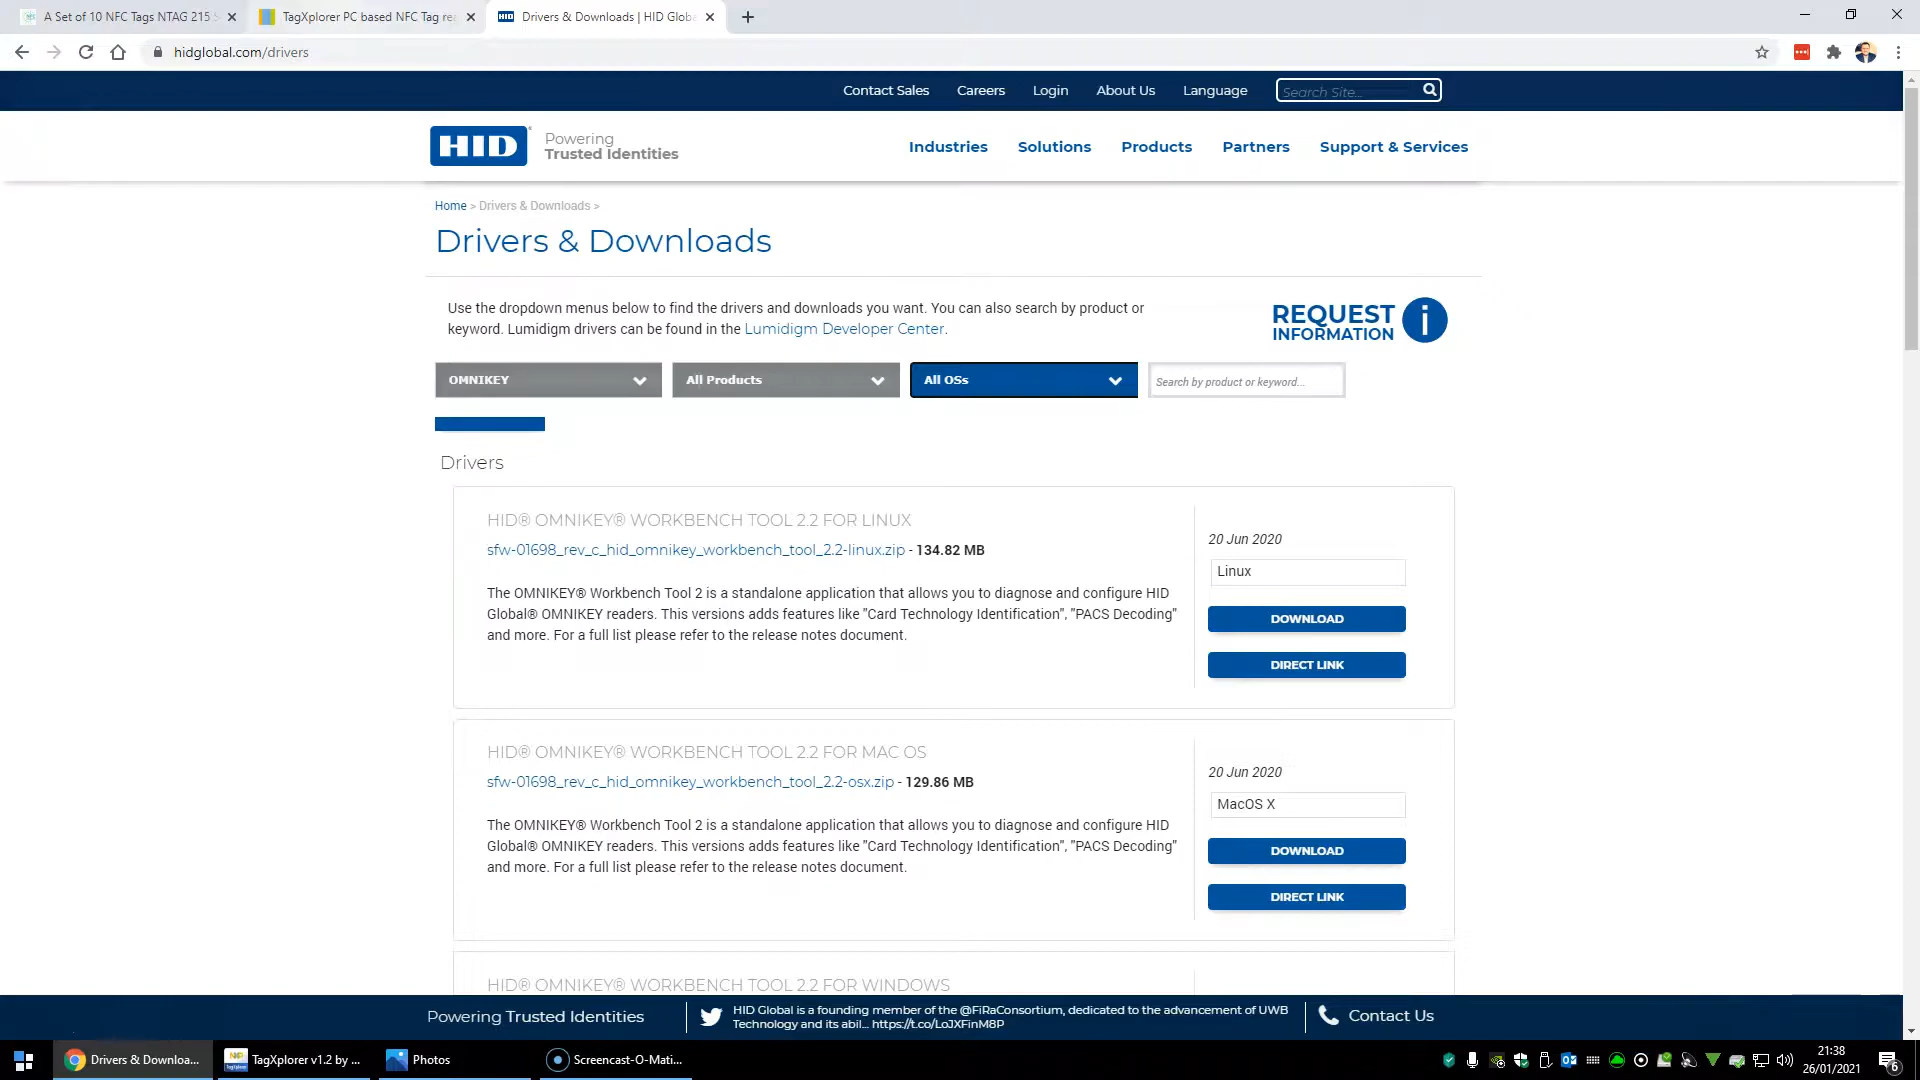 A Set of 10 NFC Tags NTAG 215 S
TagXplorer PC based NFC Tag re
Drivers & Downloads | HID Globa
hidglobal.com/drivers
Contact Sales
Careers
Login
About Us
Language
Search Site...
HID
Powering
Trusted Identities
Industries
Solutions
Products
Partners
Support & Services
Home > Drivers & Downloads >
Drivers & Downloads
Use the dropdown menus below to find the drivers and downloads you want. You can also search by product or
keyword. Lumidigm drivers can be found in the Lumidigm Developer Center.
REQUEST
INFORMATION
i
OMNIKEY
All Products
All OSs
Search by product or keyword...
Drivers
HID® OMNIKEY® WORKBENCH TOOL 2.2 FOR LINUX
sfw-01698_rev_c_hid_omnikey_workbench_tool_2.2-linux.zip - 134.82 MB
The OMNIKEY® Workbench Tool 2 is a standalone application that allows you to diagnose and configure HID
Global® OMNIKEY readers. This versions adds features like "Card Technology Identification", "PACS Decoding"
and more. For a full list please refer to the release notes document.
20 Jun 2020
Linux
DOWNLOAD
DIRECT LINK
HID® OMNIKEY® WORKBENCH TOOL 2.2 FOR MAC OS
sfw-01698_rev_c_hid_omnikey_workbench_tool_2.2-osx.zip - 129.86 MB
The OMNIKEY® Workbench Tool 2 is a standalone application that allows you to diagnose and configure HID
Global® OMNIKEY readers. This versions adds features like "Card Technology Identification", "PACS Decoding"
and more. For a full list please refer to the release notes document.
20 Jun 2020
MacOS X
DOWNLOAD
DIRECT LINK
HID® OMNIKEY® WORKBENCH TOOL 2.2 FOR WINDOWS
Powering Trusted Identities
HID Global is a founding member of the @FiRaConsortium, dedicated to the advancement of UWB
Technology and its abil... https://t.co/LoJXFinM8P
Contact Us
Drivers & Downloa...
TagXplorer v1.2 by ...
Photos
Screencast-O-Mati...
21:38
26/01/2021
6